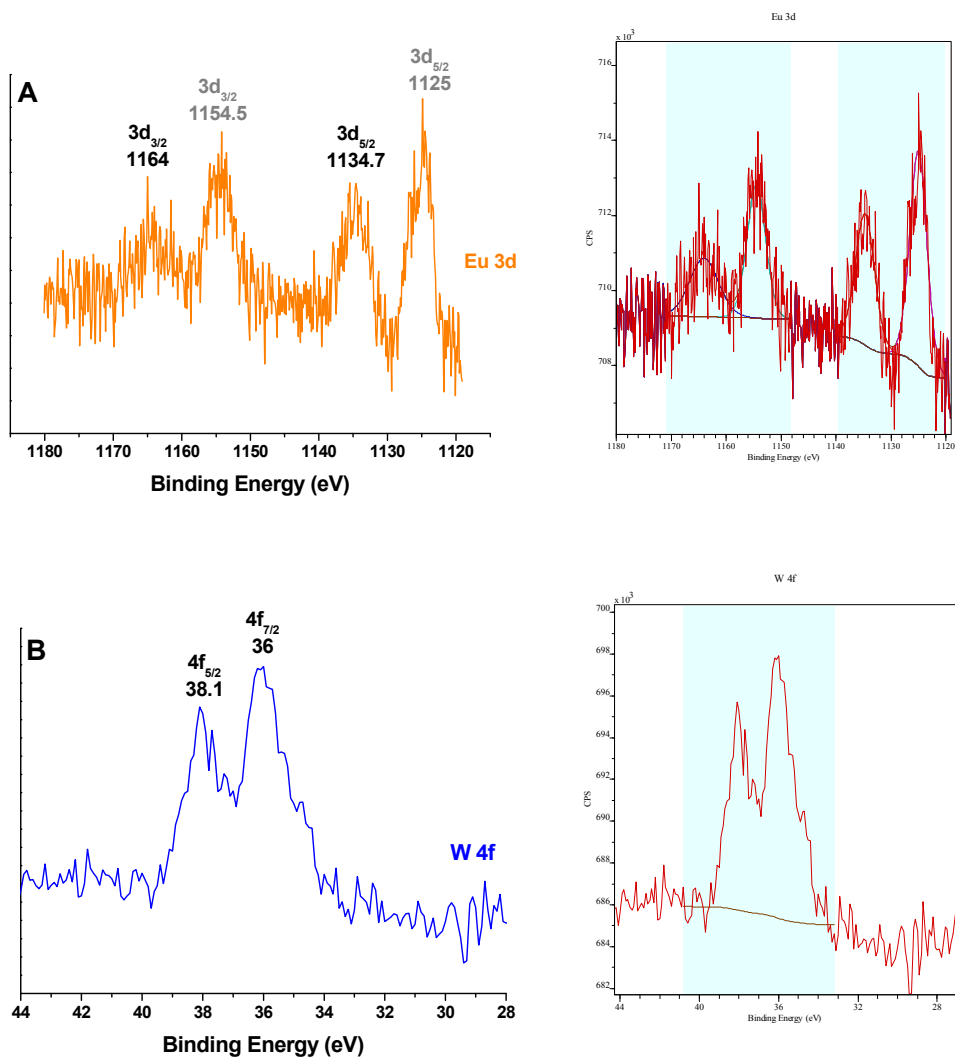 A
3d3/2
1164
3d3/2
1154.5
3d5/2
1134.7
3d5/2
1125
Eu 3d
1180 1170 1160 1150 1140 1130 1120
Binding Energy (eV)
Eu 3d
x 10³
716
714
712
710
708
CPS
1180 1170 1160 1150 1140 1130 1120
Binding Energy (eV)
B
4f5/2
38.1
4f7/2
36
W 4f
44 42 40 38 36 34 32 30 28
Binding Energy (eV)
W 4f
x 10³
700
698
696
694
692
690
688
686
684
682
CPS
44 40 36 32 28
Binding Energy (eV)